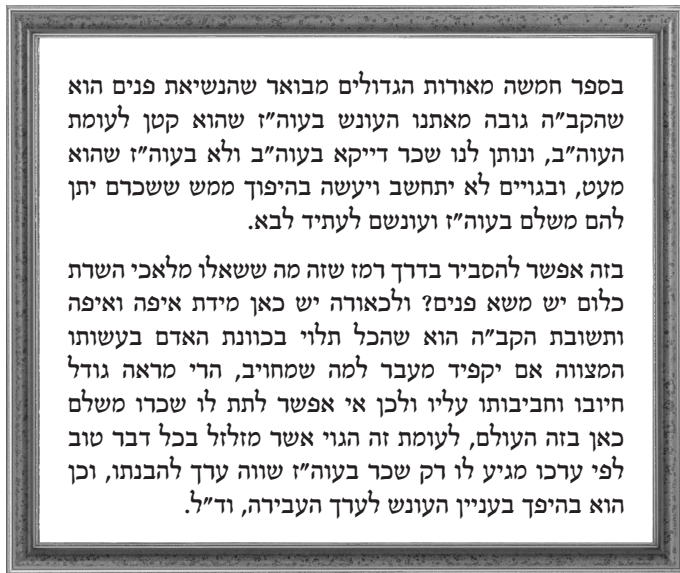 בספר חמשה מאורות הגדולים מבואר שהנשיאת פנים הוא
שהקב"ה גובה מאתנו העונש בעוה"ז שהוא קטן לעומת
העוה"ב, ונותן לנו שכר דייקא בעוה"ב ולא בעוה"ז שהוא
מעט, ובגויים לא יתחשב ויעשה בהיפוך ממש ששכרם יתן
להם משלם בעוה"ז ועונשם לעתיד לבא.
בזה אפשר להסביר בדרך רמז שזה מה ששאלו מלאכי השרת
כלום יש משא פנים? ולכאורה יש כאן מידת איפה ואיפה
ותשובת הקב"ה הוא שהכל תלוי בכוונת האדם בעשותו
המצווה אם יקפיד מעבר למה שמחויב, הרי מראה גודל
חיובו וחביבותו עליו ולכן אי אפשר לתת לו שכרו משלם
כאן בזה העולם, לעומת זה הגוי אשר מזלזל בכל דבר טוב
לפי ערכו מגיע לו רק שכר בעוה"ז שווה ערך להבנתו, וכן
הוא בהיפך בעניין העונש לערך העבירה, וד"ל.